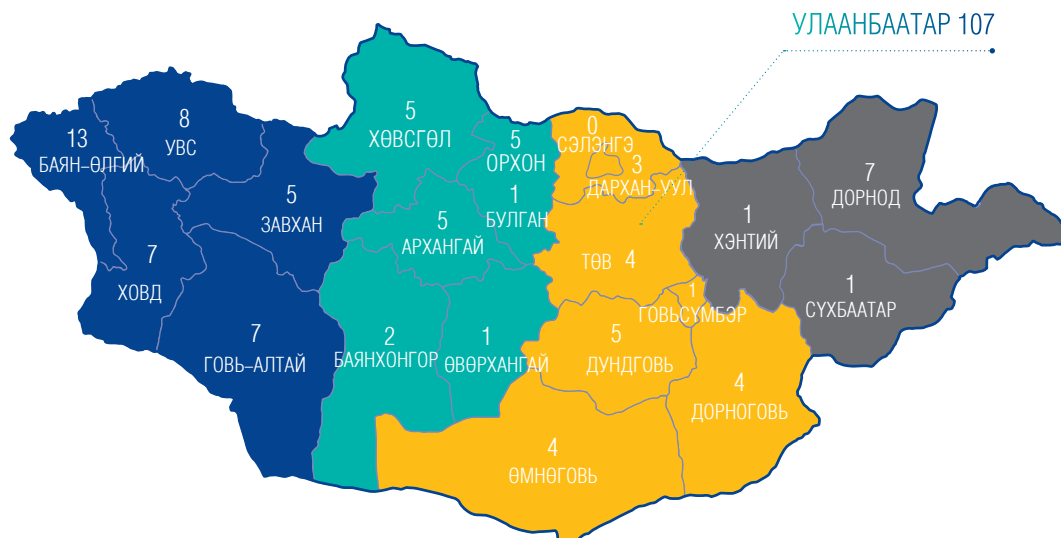 УЛААНБААТАР 107
13
БАЯН-ӨЛГИЙ
8
УВС
5
ЗАВХАН
7
ХОВД
7
ГОВЬ-АЛТАЙ
5
ХӨВСГӨЛ
5
ОРХОН
1
БУЛГАН
5
АРХАНГАЙ
2
БАЯНХОНГОР
1
ӨВӨРХАНГАЙ
0
СЭЛЭНГЭ
3
ДАРХАН-УУЛ
ТӨВ 4
1
ГОВЬСҮМБЭР
5
ДУНДГОВЬ
4
ДОРНОГОВЬ
4
ӨМНӨГОВЬ
1
ХЭНТИЙ
7
ДОРНОД
1
СҮХБААТАР